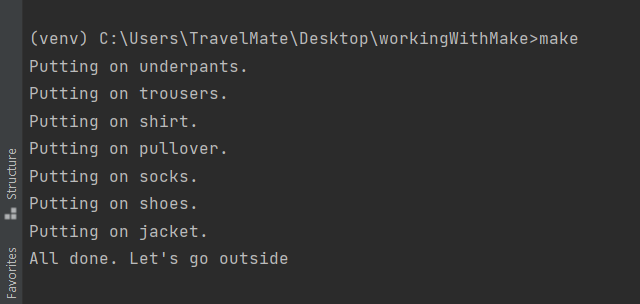 (venv) C:\Users\TravelMate\Desktop\workingWithMake>make
Putting on underpants.
Putting on trousers.
Putting on shirt.
Putting on pullover.
Putting on socks.
Putting on shoes.
Putting on jacket.
All done. Let's go outside
Structure
Favorites